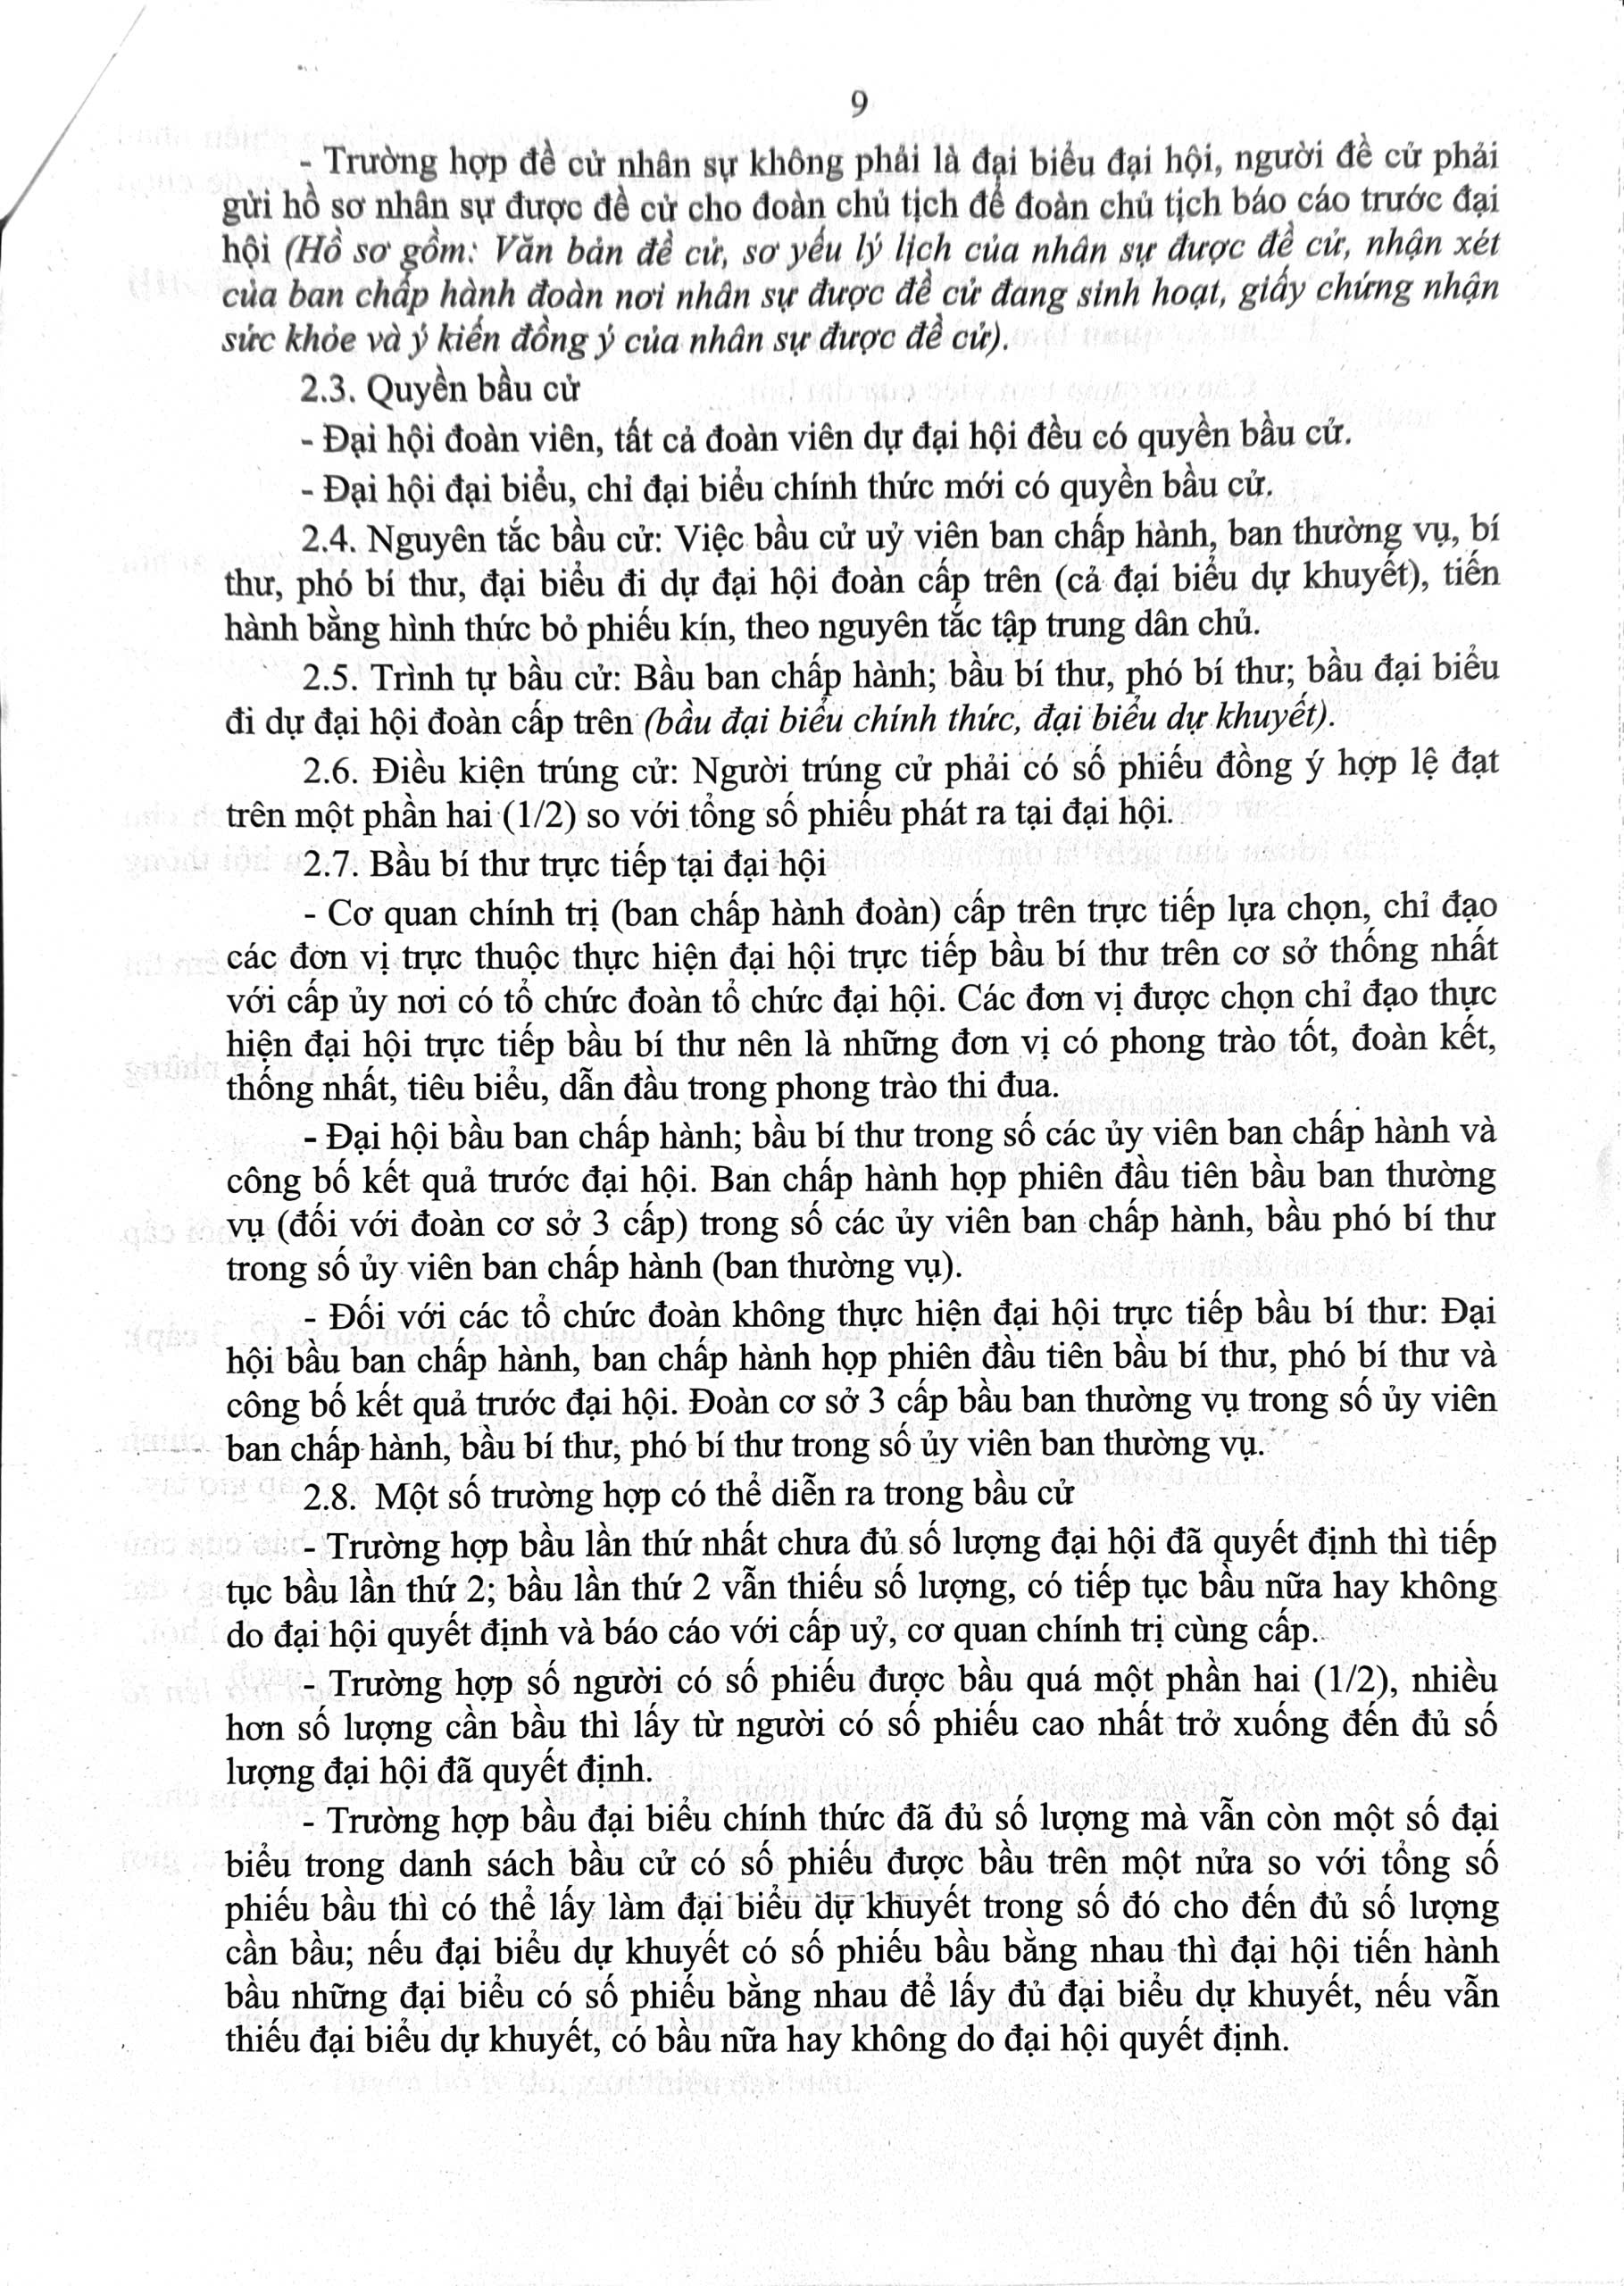 9
- Trường hợp đề cử nhân sự không phải là đại biểu đại hội, người đề cử phải
gửi hồ sơ nhân sự được đề cử cho đoàn chủ tịch để đoàn chủ tịch báo cáo trước đại
hội (Hồ sơ gồm: Văn bản đề cử, sơ yếu lý lịch của nhân sự được đề cử, nhận xét
của ban chấp hành đoàn nơi nhân sự được đề cử đang sinh hoạt, giấy chứng nhận
sức khỏe và ý kiến đồng ý của nhân sự được đề cử).
2.3. Quyền bầu cử
- Đại hội đoàn viên, tất cả đoàn viên dự đại hội đều có quyền bầu cử.
- Đại hội đại biểu, chỉ đại biểu chính thức mới có quyền bầu cử.
2.4. Nguyên tắc bầu cử: Việc bầu cử uỷ viên ban chấp hành, ban thường vụ, bí
thư, phó bí thư, đại biểu đi dự đại hội đoàn cấp trên (cả đại biểu dự khuyết), tiến
hành bằng hình thức bỏ phiếu kín, theo nguyên tắc tập trung dân chủ.
2.5. Trình tự bầu cử: Bầu ban chấp hành; bầu bí thư, phó bí thư; bầu đại biểu
đi dự đại hội đoàn cấp trên (bầu đại biểu chính thức, đại biểu dự khuyết).
2.6. Điều kiện trúng cử: Người trúng cử phải có số phiếu đồng ý hợp lệ đạt
trên một phần hai (1/2) so với tổng số phiếu phát ra tại đại hội.
2.7. Bầu bí thư trực tiếp tại đại hội
- Cơ quan chính trị (ban chấp hành đoàn) cấp trên trực tiếp lựa chọn, chỉ đạo
các đơn vị trực thuộc thực hiện đại hội trực tiếp bầu bí thư trên cơ sở thống nhất
với cấp ủy nơi có tổ chức đoàn tổ chức đại hội. Các đơn vị được chọn chỉ đạo thực
hiện đại hội trực tiếp bầu bí thư nên là những đơn vị có phong trào tốt, đoàn kết,
thống nhất, tiêu biểu, dẫn đầu trong phong trào thi đua.
- Đại hội bầu ban chấp hành; bầu bí thư trong số các ủy viên ban chấp hành và
công bố kết quả trước đại hội. Ban chấp hành họp phiên đầu tiên bầu ban thường
vụ (đối với đoàn cơ sở 3 cấp) trong số các ủy viên ban chấp hành, bầu phó bí thư
trong số ủy viên ban chấp hành (ban thường vụ).
- Đối với các tổ chức đoàn không thực hiện đại hội trực tiếp bầu bí thư: Đại
hội bầu ban chấp hành, ban chấp hành họp phiên đầu tiên bầu bí thư, phó bí thư và
công bố kết quả trước đại hội. Đoàn cơ sở 3 cấp bầu ban thường vụ trong số ủy viên
ban chấp hành, bầu bí thư, phó bí thư trong số ủy viên ban thường vụ.
2.8. Một số trường hợp có thể diễn ra trong bầu cử
- Trường hợp bầu lần thứ nhất chưa đủ số lượng đại hội đã quyết định thì tiếp
tục bầu lần thứ 2; bầu lần thứ 2 vẫn thiếu số lượng, có tiếp tục bầu nữa hay không
do đại hội quyết định và báo cáo với cấp uỷ, cơ quan chính trị cùng cấp.
- Trường hợp số người có số phiếu được bầu quá một phần hai (1/2), nhiều
hơn số lượng cần bầu thì lấy từ người có số phiếu cao nhất trở xuống đến đủ số
lượng đại hội đã quyết định.
- Trường hợp bầu đại biểu chính thức đã đủ số lượng mà vẫn còn một số đại
biểu trong danh sách bầu cử có số phiếu được bầu trên một nửa so với tổng số
phiếu bầu thì có thể lấy làm đại biểu dự khuyết trong số đó cho đến đủ số lượng
cần bầu; nếu đại biểu dự khuyết có số phiếu bầu bằng nhau thì đại hội tiến hành
bầu những đại biểu có số phiếu bằng nhau để lấy đủ đại biểu dự khuyết, nếu vẫn
thiếu đại biểu dự khuyết, có bầu nữa hay không do đại hội quyết định.